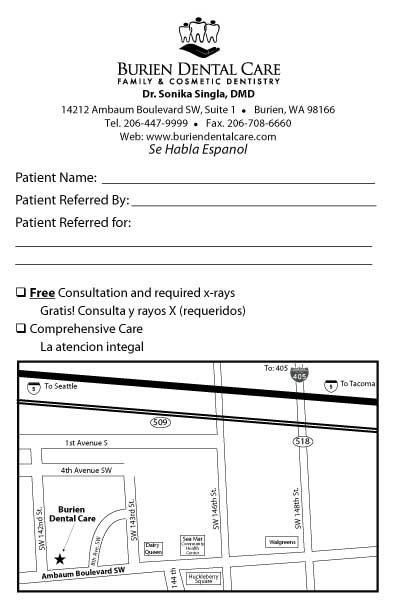 BURIEN DENTAL CARE
FAMILY & COSMETIC DENTISTRY
Dr. Sonika Singla, DMD
14212 Ambaum Boulevard SW, Suite 1 • Burien, WA 98166
Tel. 206-447-9999 • Fax. 206-708-6660
Web: www.buriendentalcare.com
Se Habla Espanol
Patient Name:
Patient Referred By:
Patient Referred for:
❑ Free Consultation and required x-rays
Gratis! Consulta y rayos X (requeridos)
❑ Comprehensive Care
La atencion integal
To: 405
405
5 To Seattle
5 To Tacoma
509
518
1st Avenue S
4th Avenue SW
SW 142nd St.
SW 143rd St.
SW 146th St.
SW 148th St.
Burien
Dental Care
8th Ave. SW
Dairy
Queen
Sea Mar
Community
Health
Center
Walgreens
Ambaum Boulevard SW
144 th
Huckleberry
Square